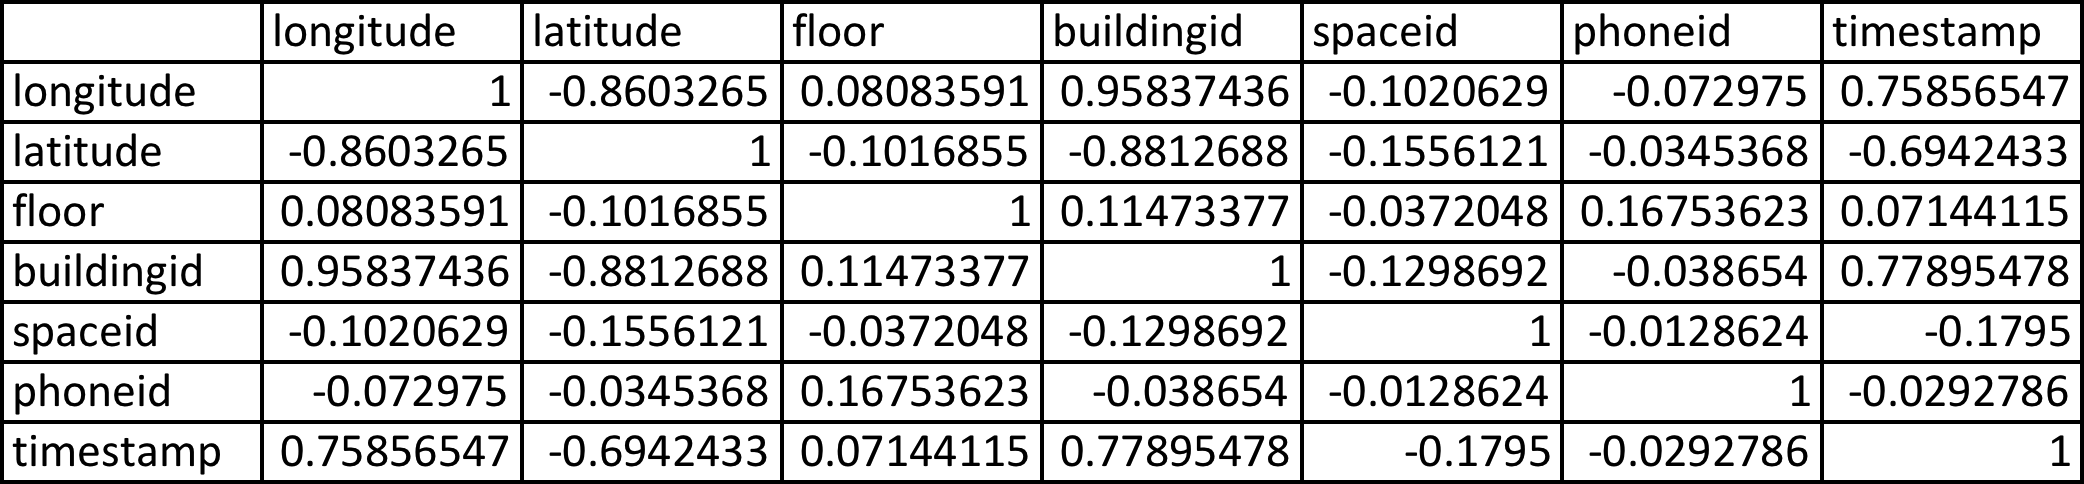 longitude latitude floor buildingid spaceid phoneid timestamp
longitude 1 -0.8603265 0.08083591 0.95837436 -0.1020629 -0.072975 0.75856547
latitude -0.8603265 1 -0.1016855 -0.8812688 -0.1556121 -0.0345368 -0.6942433
floor 0.08083591 -0.1016855 1 0.11473377 -0.0372048 0.16753623 0.07144115
buildingid 0.95837436 -0.8812688 0.11473377 1 -0.1298692 -0.038654 0.77895478
spaceid -0.1020629 -0.1556121 -0.0372048 -0.1298692 1 -0.0128624 -0.1795
phoneid -0.072975 -0.0345368 0.16753623 -0.038654 -0.0128624 1 -0.0292786
timestamp 0.75856547 -0.6942433 0.07144115 0.77895478 -0.1795 -0.0292786 1